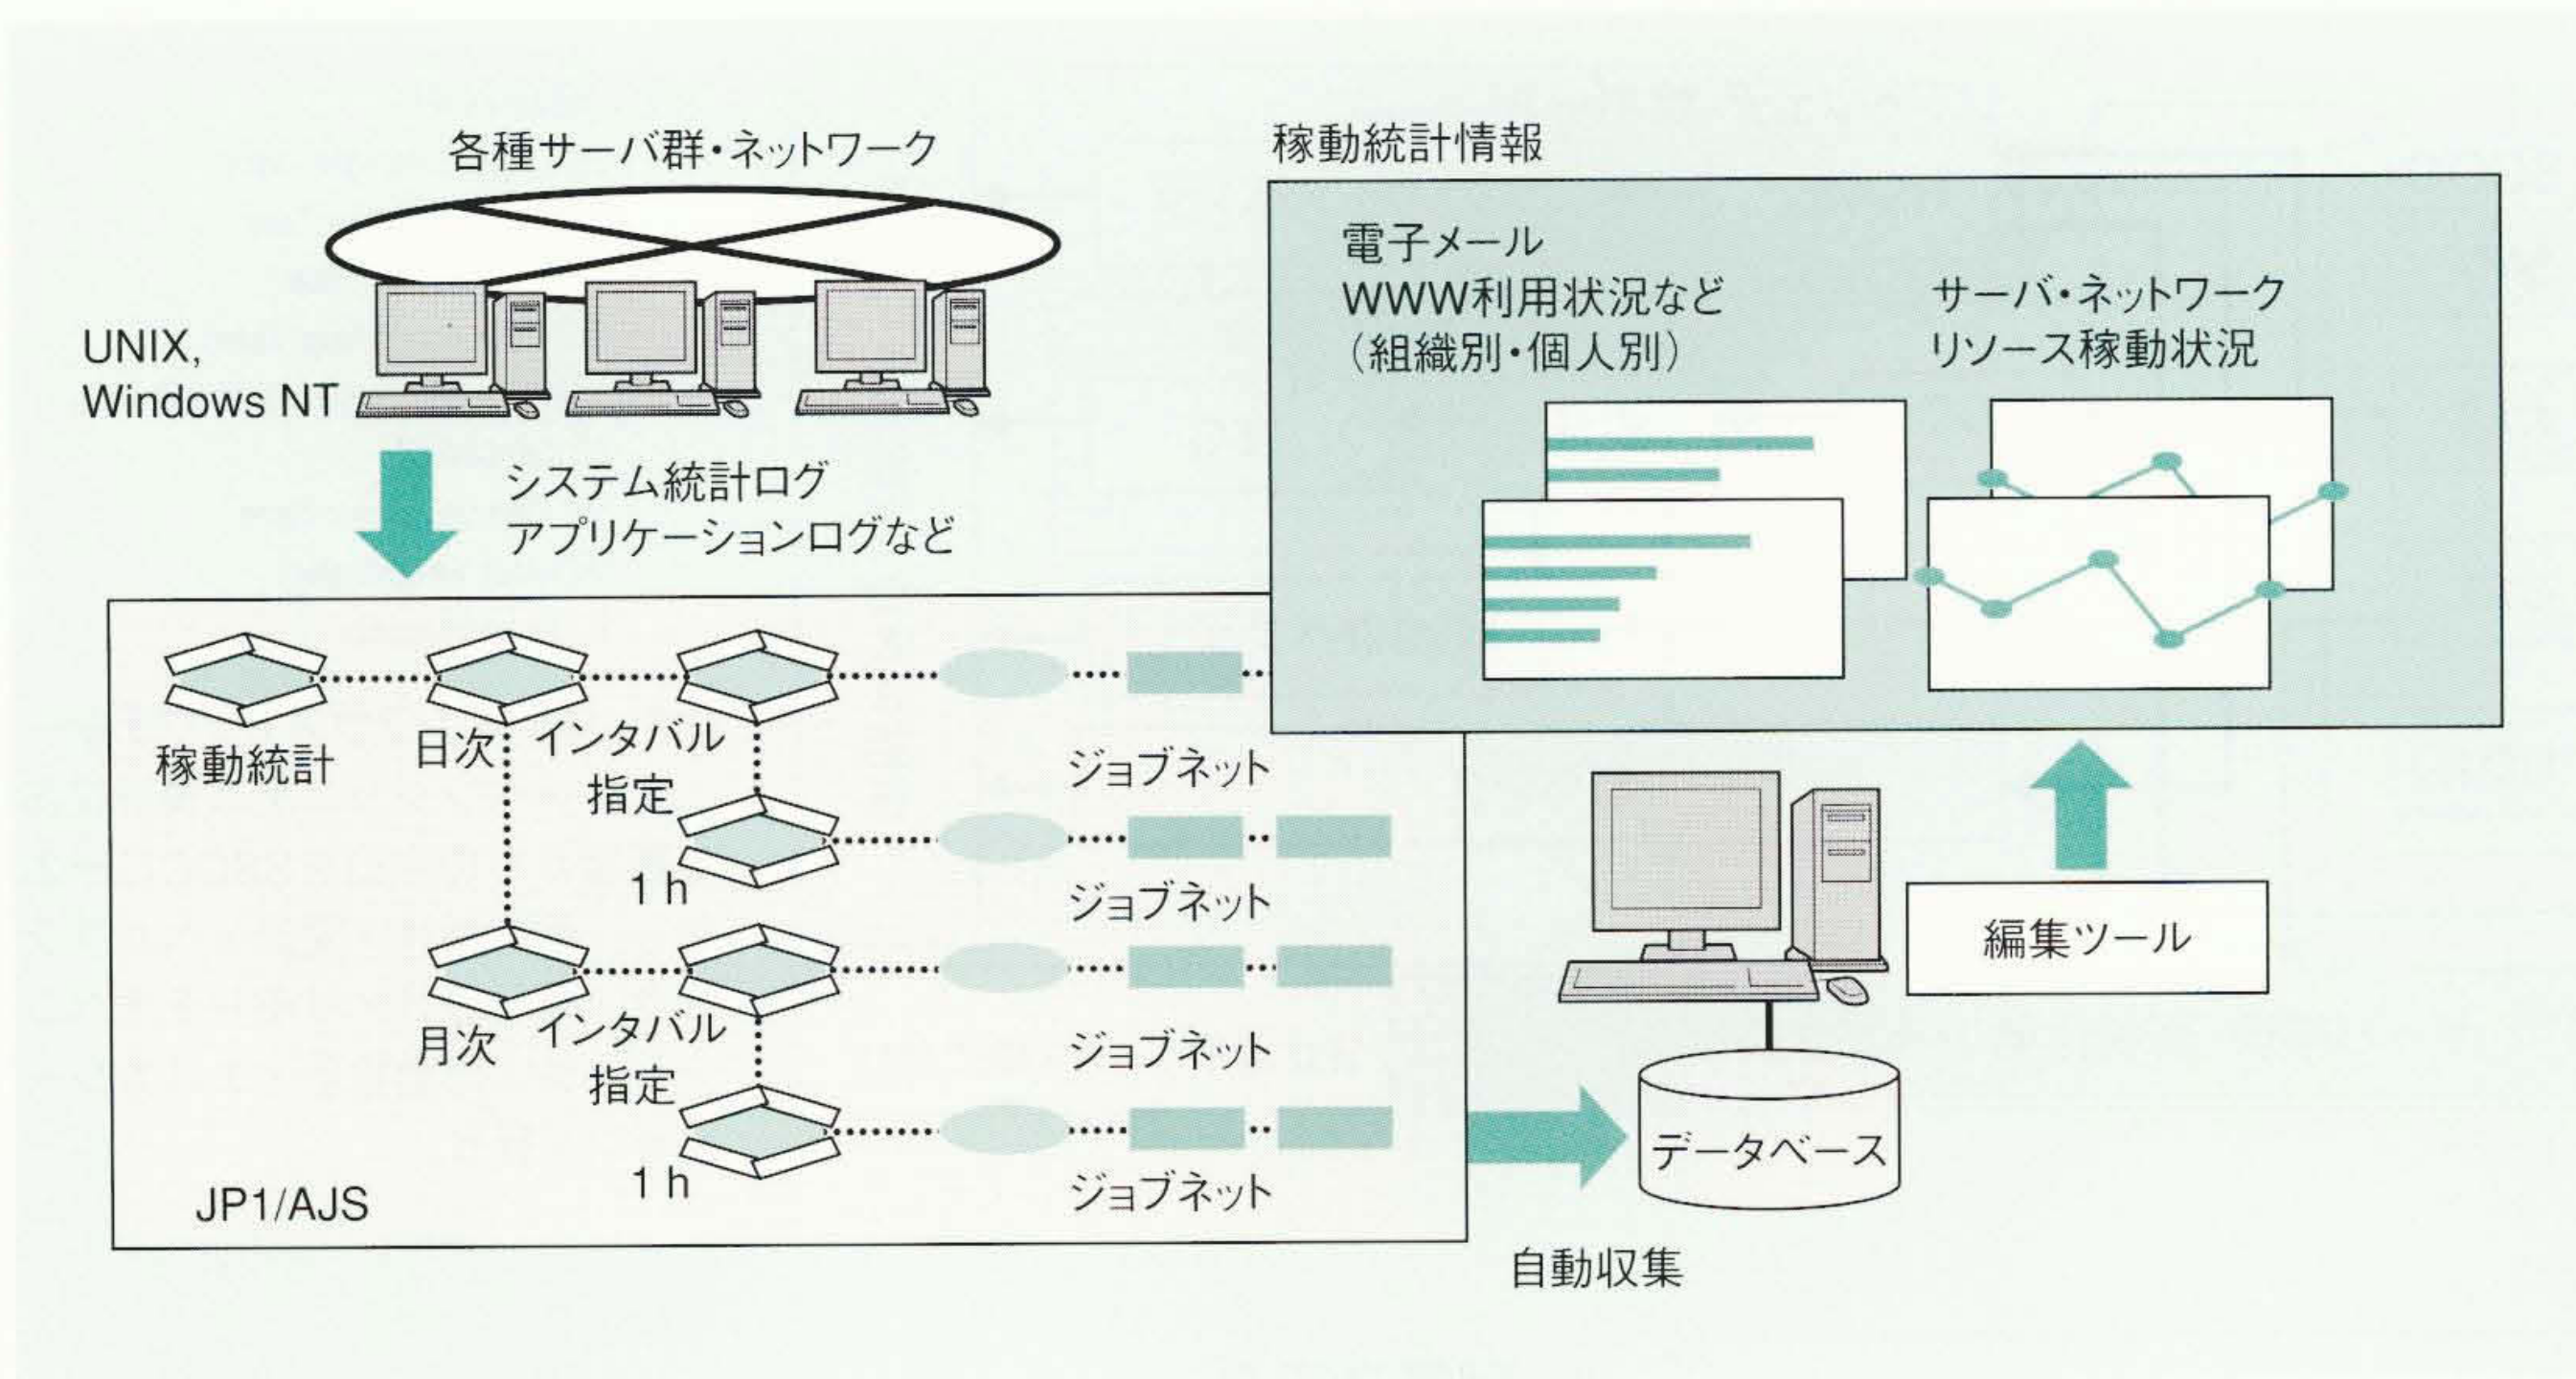 各種サーバ群・ネットワーク
UNIX,
Windows NT
システム統計ログ
アプリケーションログなど
稼動統計情報
電子メール
WWW利用状況など
（組織別・個人別）
サーバ・ネットワーク
リソース稼動状況
稼動統計
日次
インタバル
指定
1 h
月次
インタバル
指定
1 h
ジョブネット
ジョブネット
ジョブネット
ジョブネット
JP1/AJS
自動収集
データベース
編集ツール